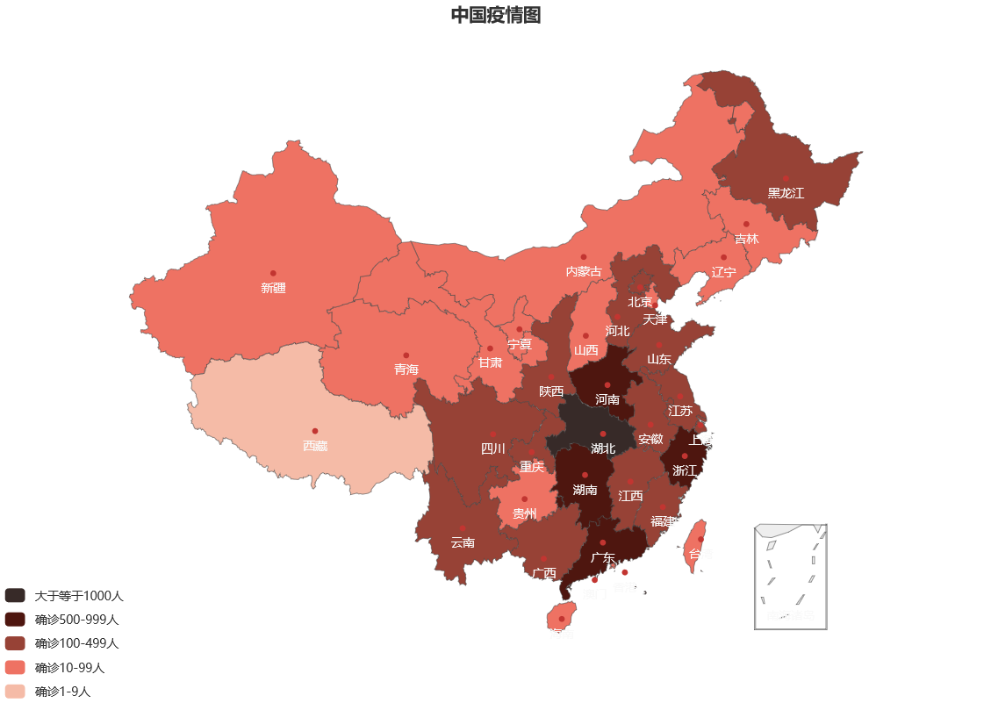 中国疫情图
黑龙江
吉林
辽宁
内蒙古
新疆
北京
天津
河北
宁夏
山西
山东
甘肃
青海
陕西
河南
江苏
安徽
上
西藏
四川
湖北
重庆
浙江
湖南
江西
贵州
福建
云南
广东
台
广西
大于等于1000人
确诊500-999人
确诊100-499人
确诊10-99人
确诊1-9人